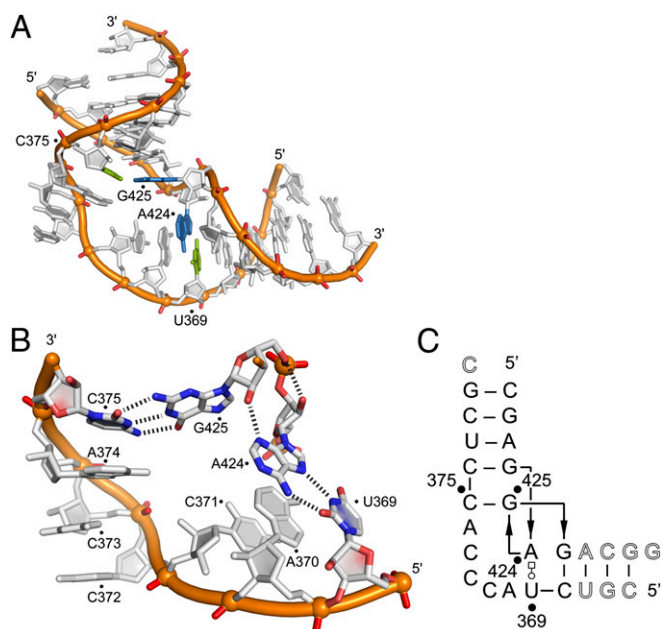 A
3'
5'
5'
C375
G425
A424
3'
U369
B
3'
C375
G425
A374
A424
C371
U369
C373
A370
C372
5'
C
C 5'
G – C
C – G
U – A
C – G
375 425
C – G
A
C A G A C G G
424
C
C A U C U G C 5'
369